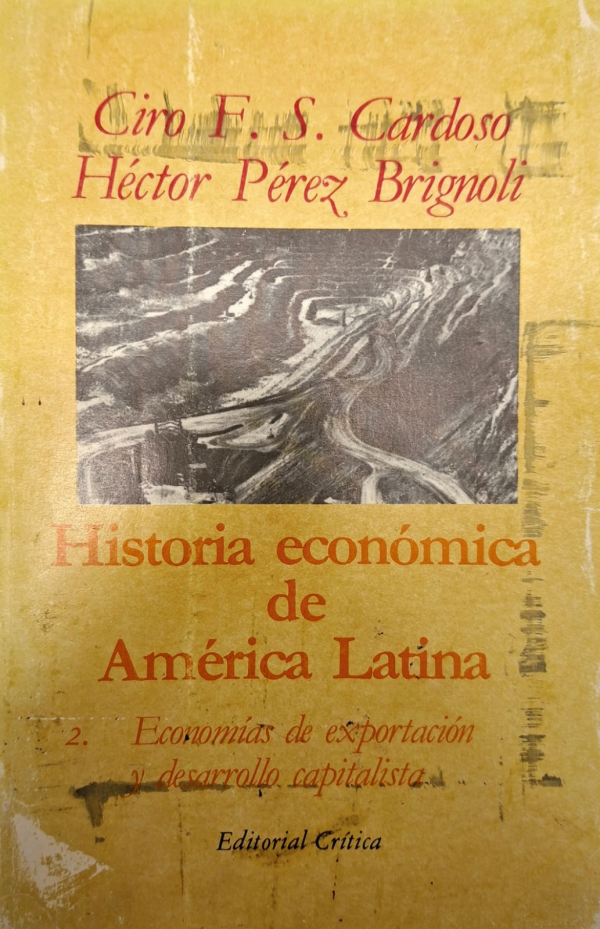 Ciro F. S. Cardoso
Héctor Pérez Brignoli
Historia económica
de
América Latina
2. Economías de exportación
y desarrollo capitalista
Editorial Crítica